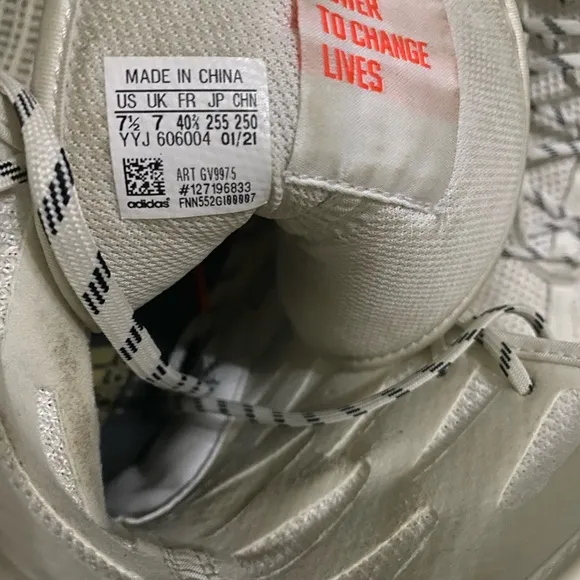 TO CHANGE
LIVES
MADE IN CHINA
US UK FR JP CHN
7½ 7 40⅔ 255 250
YYJ 606004 01/21
ART GV9975
#127196833
adidas FNN552G100007